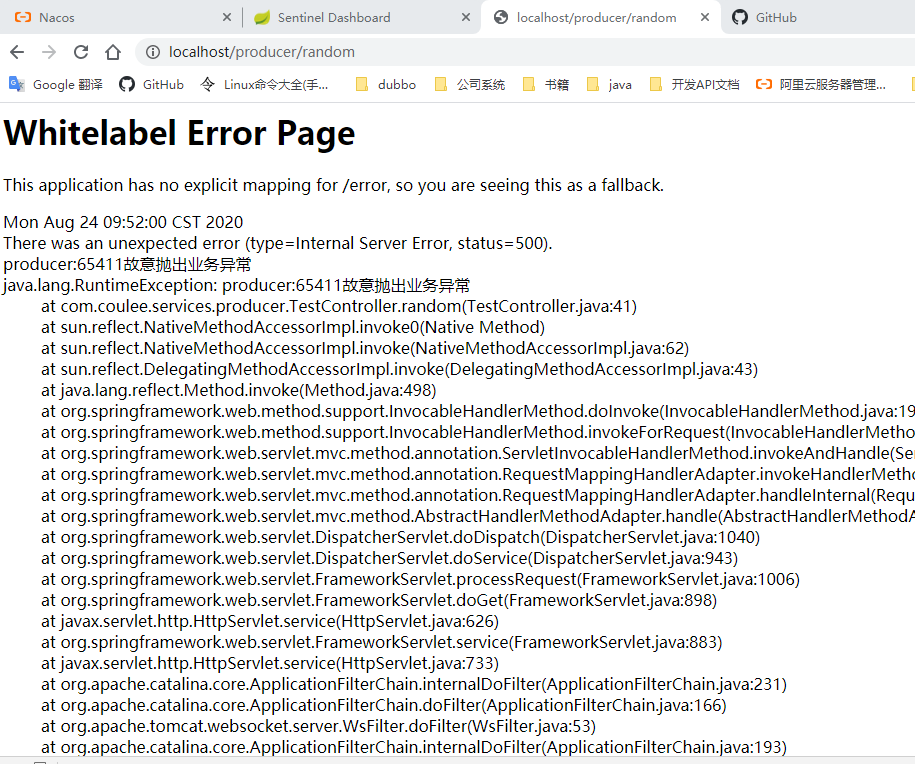 Nacos
Sentinel Dashboard
localhost/producer/random
GitHub
localhost/producer/random
Google 翻译
GitHub
Linux命令大全(手...
dubbo
公司系统
书籍
java
开发API文档
阿里云服务器管理...
Whitelabel Error Page
This application has no explicit mapping for /error, so you are seeing this as a fallback.
Mon Aug 24 09:52:00 CST 2020
There was an unexpected error (type=Internal Server Error, status=500).
producer:65411故意抛出业务异常
java.lang.RuntimeException: producer:65411故意抛出业务异常
at com.coulee.services.producer.TestController.random(TestController.java:41)
at sun.reflect.NativeMethodAccessorImpl.invoke0(Native Method)
at sun.reflect.NativeMethodAccessorImpl.invoke(NativeMethodAccessorImpl.java:62)
at sun.reflect.DelegatingMethodAccessorImpl.invoke(DelegatingMethodAccessorImpl.java:43)
at java.lang.reflect.Method.invoke(Method.java:498)
at org.springframework.web.method.support.InvocableHandlerMethod.doInvoke(InvocableHandlerMethod.java:19
at org.springframework.web.method.support.InvocableHandlerMethod.invokeForRequest(InvocableHandlerMetho
at org.springframework.web.servlet.mvc.method.annotation.ServletInvocableHandlerMethod.invokeAndHandle(Se
at org.springframework.web.servlet.mvc.method.annotation.RequestMappingHandlerAdapter.invokeHandlerMetho
at org.springframework.web.servlet.mvc.method.annotation.RequestMappingHandlerAdapter.handleInternal(Requ
at org.springframework.web.servlet.mvc.method.AbstractHandlerMethodAdapter.handle(AbstractHandlerMethodA
at org.springframework.web.servlet.DispatcherServlet.doDispatch(DispatcherServlet.java:1040)
at org.springframework.web.servlet.DispatcherServlet.doService(DispatcherServlet.java:943)
at org.springframework.web.servlet.FrameworkServlet.processRequest(FrameworkServlet.java:1006)
at org.springframework.web.servlet.FrameworkServlet.doGet(FrameworkServlet.java:898)
at javax.servlet.http.HttpServlet.service(HttpServlet.java:626)
at org.springframework.web.servlet.FrameworkServlet.service(FrameworkServlet.java:883)
at javax.servlet.http.HttpServlet.service(HttpServlet.java:733)
at org.apache.catalina.core.ApplicationFilterChain.internalDoFilter(ApplicationFilterChain.java:231)
at org.apache.catalina.core.ApplicationFilterChain.doFilter(ApplicationFilterChain.java:166)
at org.apache.tomcat.websocket.server.WsFilter.doFilter(WsFilter.java:53)
at org.apache.catalina.core.ApplicationFilterChain.internalDoFilter(ApplicationFilterChain.java:193)